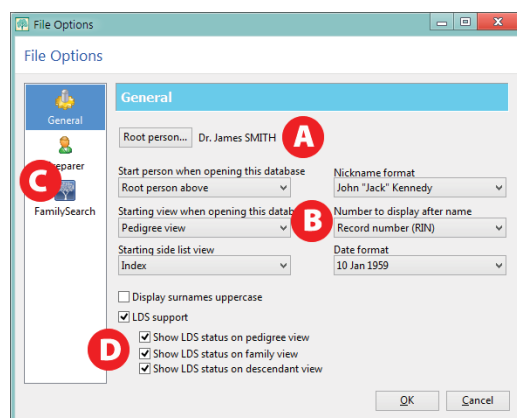 File Options
File Options
General
Preparer
FamilySearch
General
Root person... Dr. James SMITH
A
Start person when opening this database
Root person above
Nickname format
John "Jack" Kennedy
C
Starting view when opening this datab
Pedigree view
B
Number to display after name
Record number (RIN)
Starting side list view
Index
Date format
10 Jan 1959
Display surnames uppercase
LDS support
D
Show LDS status on pedigree view
Show LDS status on family view
Show LDS status on descendant view
OK
Cancel